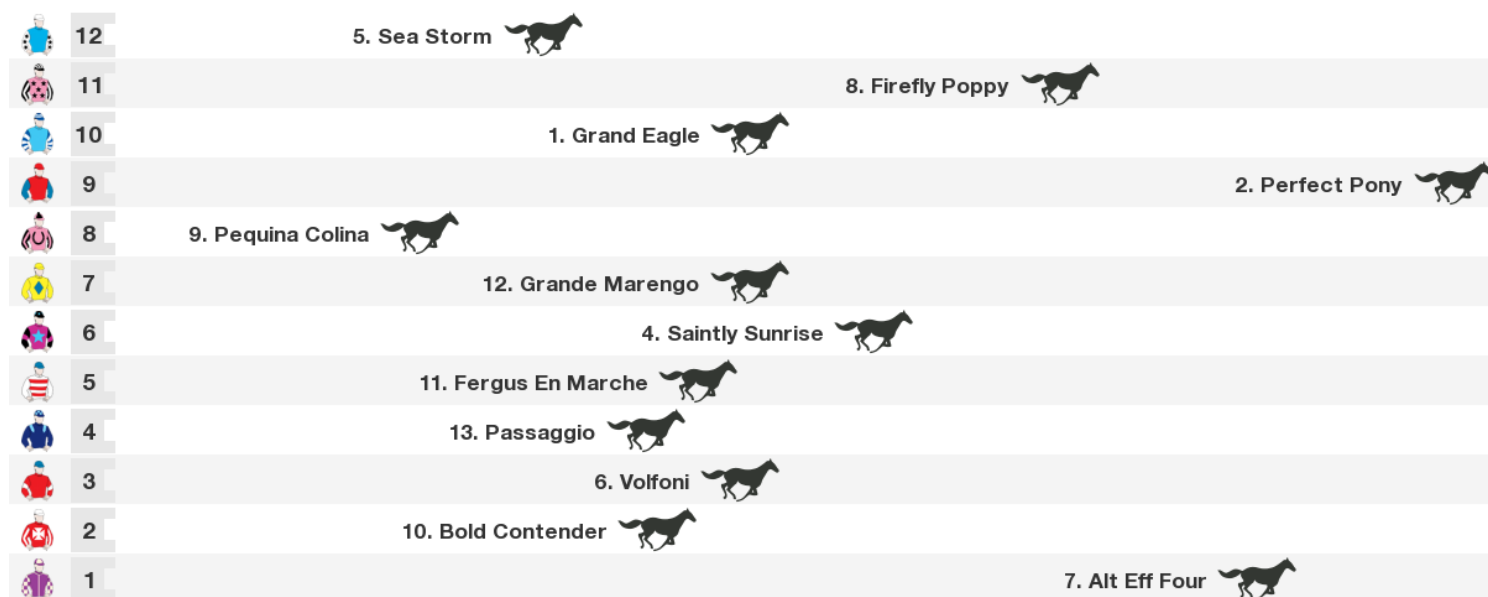 12 5. Sea Storm
11 8. Firefly Poppy
10 1. Grand Eagle
9 2. Perfect Pony
8 9. Pequina Colina
7 12. Grande Marengo
6 4. Saintly Sunrise
5 11. Fergus En Marche
4 13. Passaggio
3 6. Volfoni
2 10. Bold Contender
1 7. Alt Eff Four